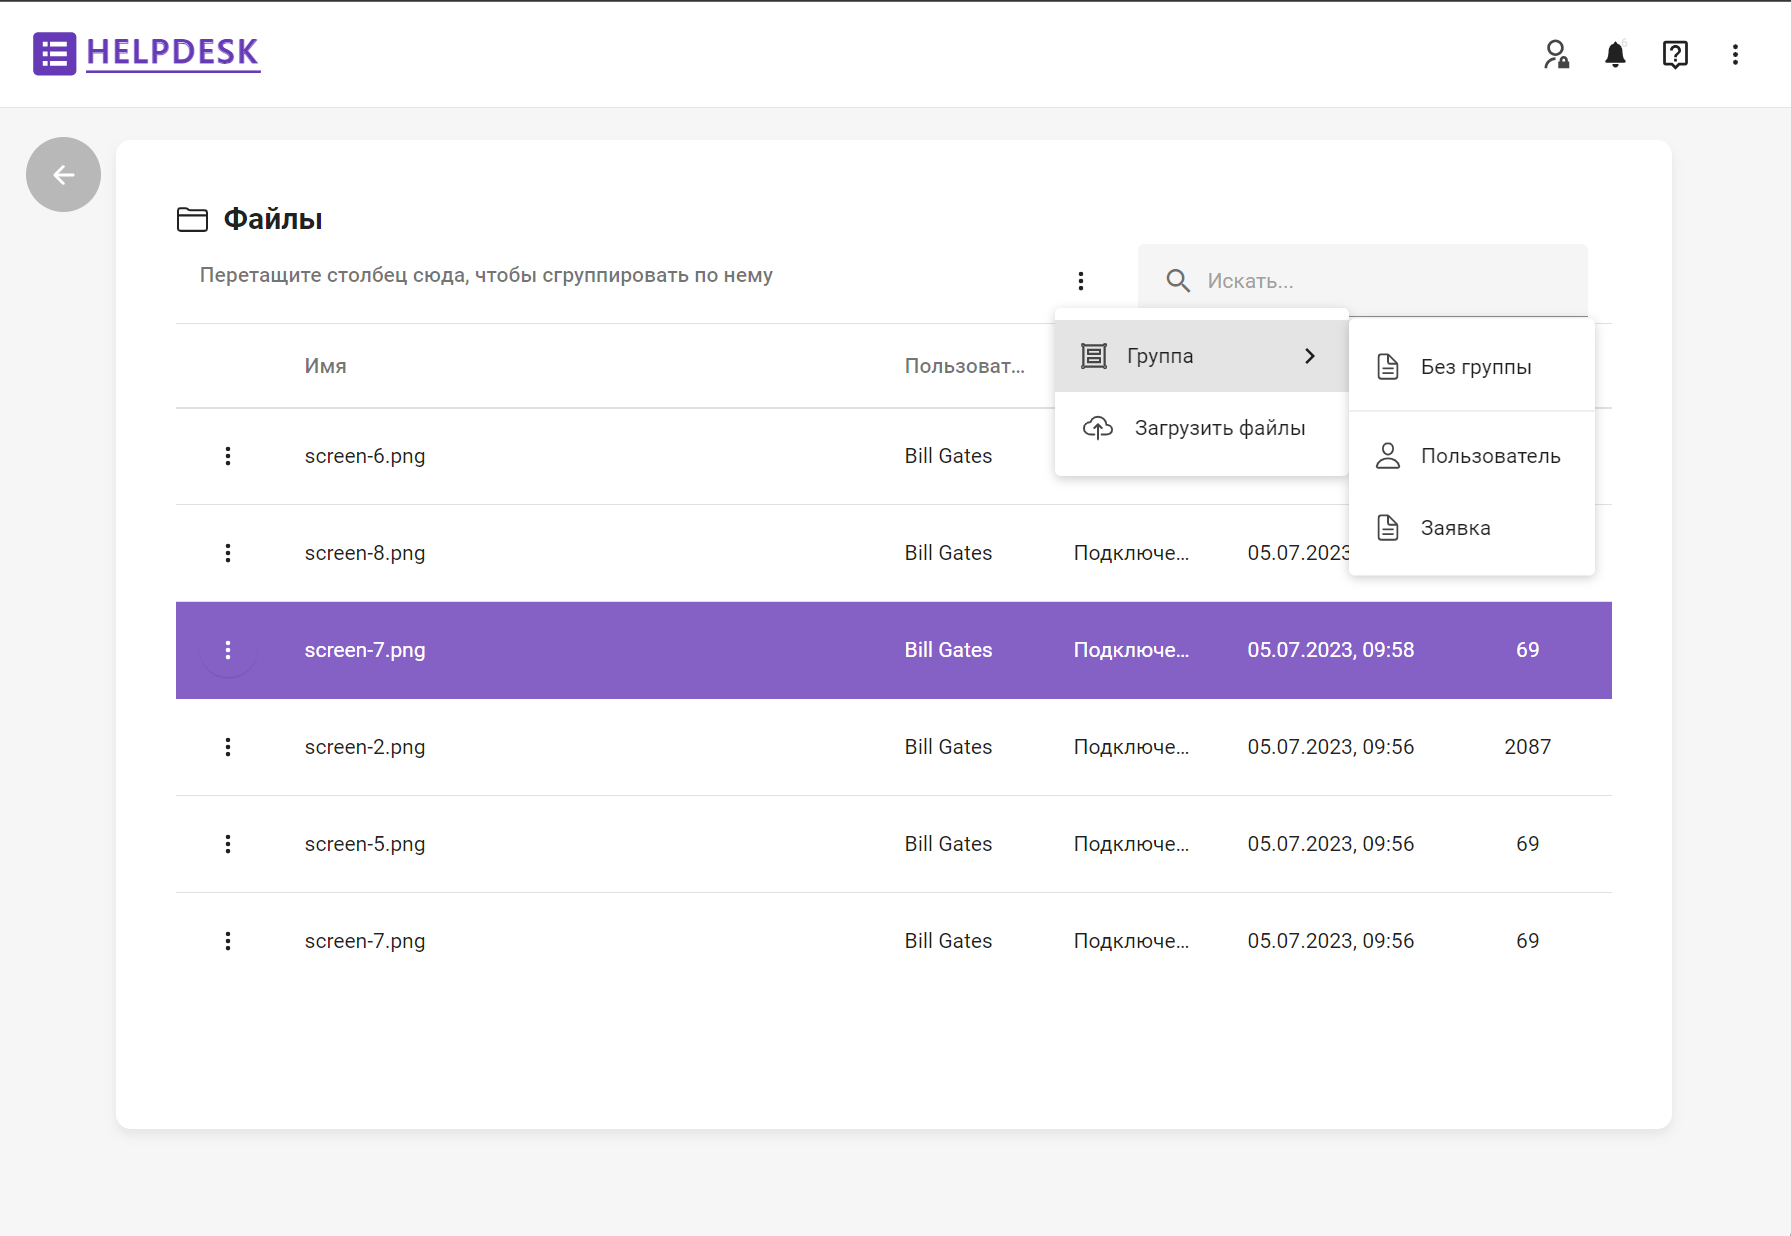 HELPDESK
6
Файлы
Перетащите столбец сюда, чтобы сгруппировать по нему
Искать...
Имя
Пользоват...
Группа
Загрузить файлы
Без группы
Пользователь
Заявка
screen-6.png Bill Gates
screen-8.png Bill Gates Подключе... 05.07.2023
screen-7.png Bill Gates Подключе... 05.07.2023, 09:58 69
screen-2.png Bill Gates Подключе... 05.07.2023, 09:56 2087
screen-5.png Bill Gates Подключе... 05.07.2023, 09:56 69
screen-7.png Bill Gates Подключе... 05.07.2023, 09:56 69